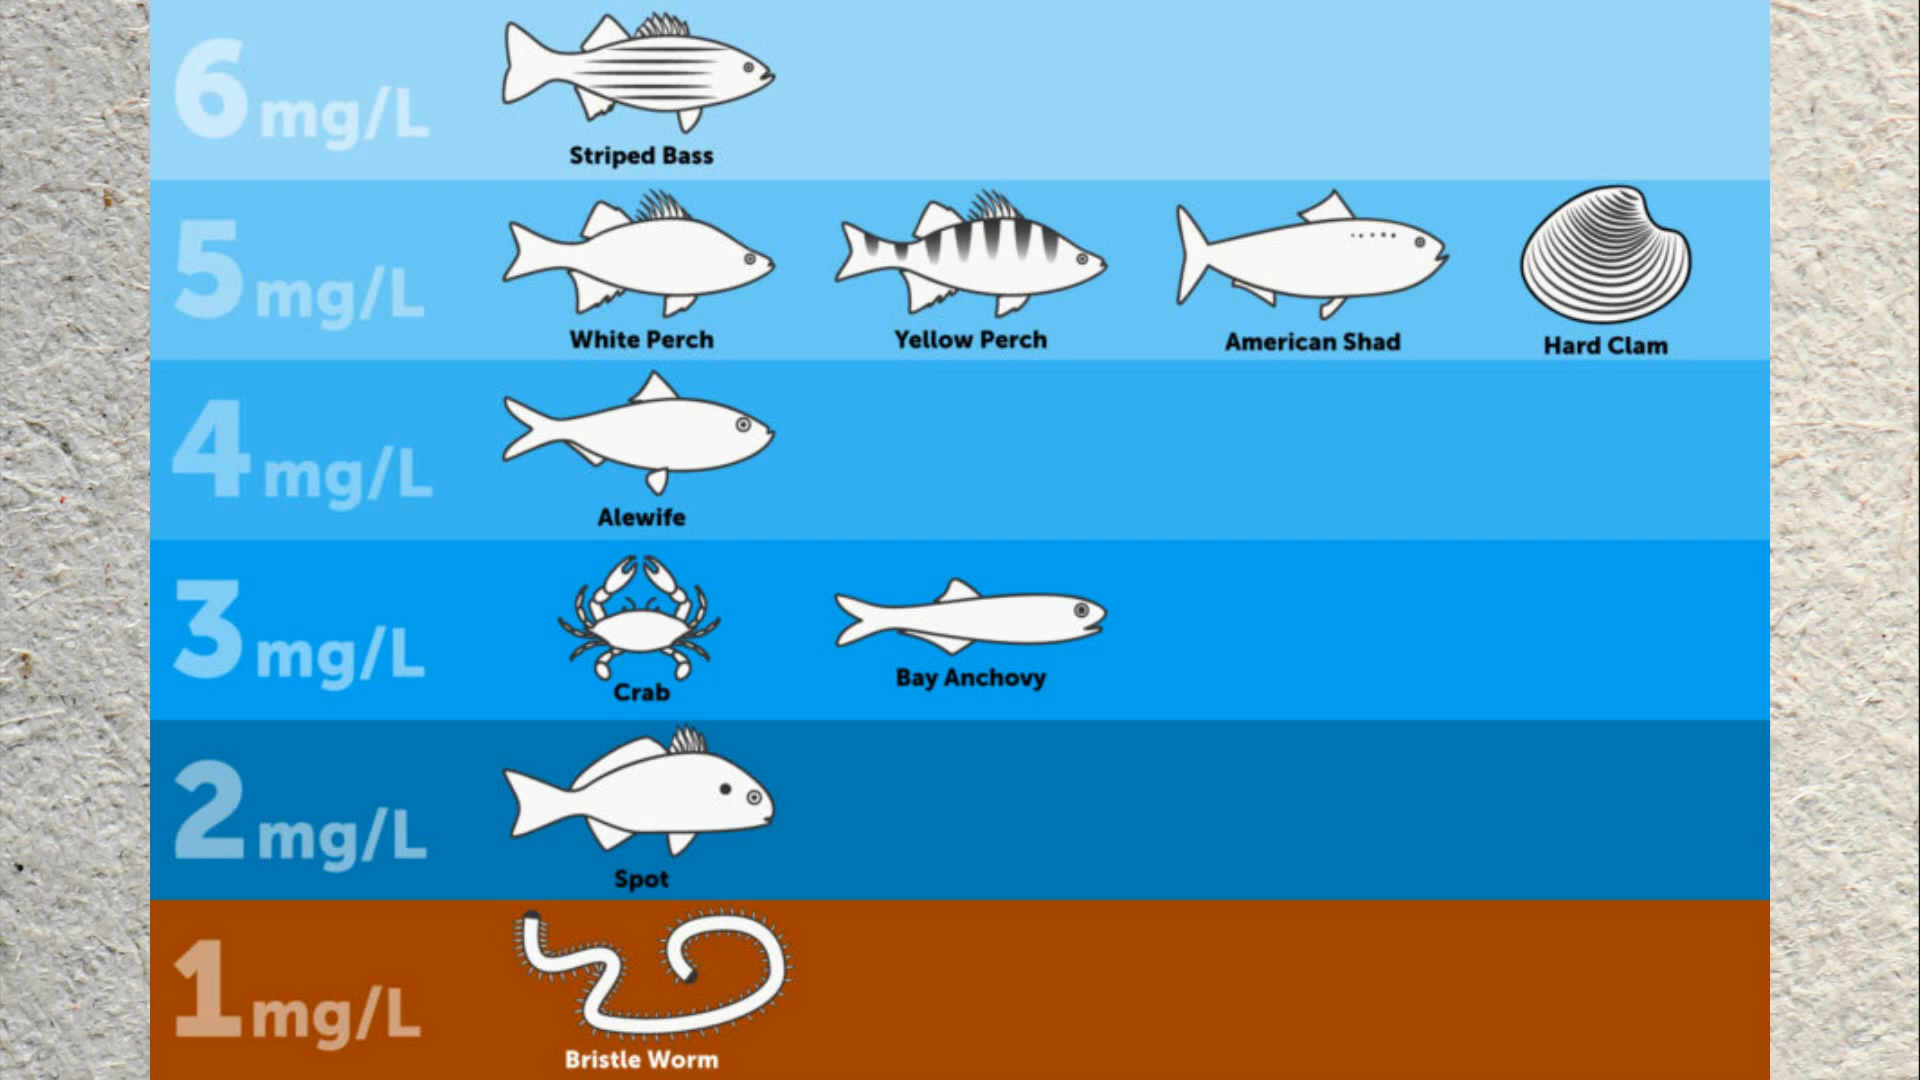 6 mg/L
Striped Bass
5 mg/L
White Perch Yellow Perch American Shad Hard Clam
4 mg/L
Alewife
3 mg/L
Crab Bay Anchovy
2 mg/L
Spot
1 mg/L
Bristle Worm